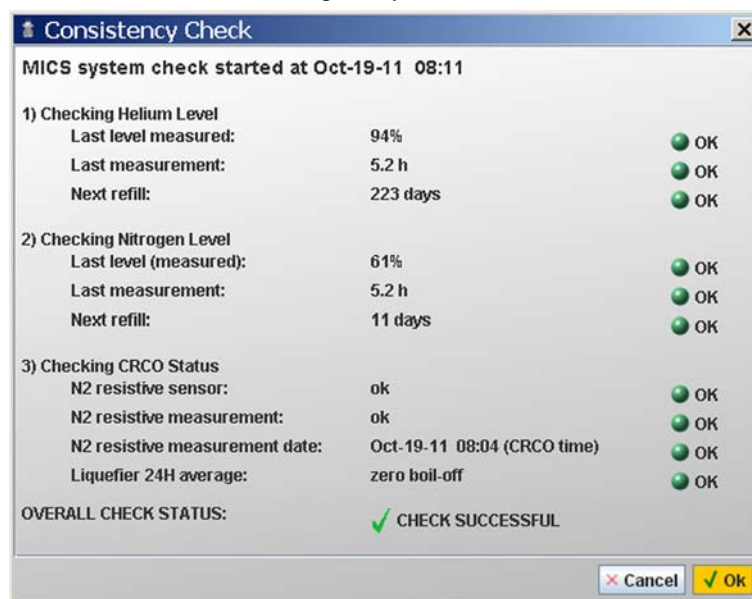 Consistency Check
MICS system check started at Oct-19-11 08:11
1) Checking Helium Level
Last level measured: 94% OK
Last measurement: 5.2 h OK
Next refill: 223 days OK
2) Checking Nitrogen Level
Last level (measured): 61% OK
Last measurement: 5.2 h OK
Next refill: 11 days OK
3) Checking CRCO Status
N2 resistive sensor: ok OK
N2 resistive measurement: ok OK
N2 resistive measurement date: Oct-19-11 08:04 (CRCO time) OK
Liquefier 24H average: zero boil-off OK
OVERALL CHECK STATUS: CHECK SUCCESSFUL
Cancel Ok